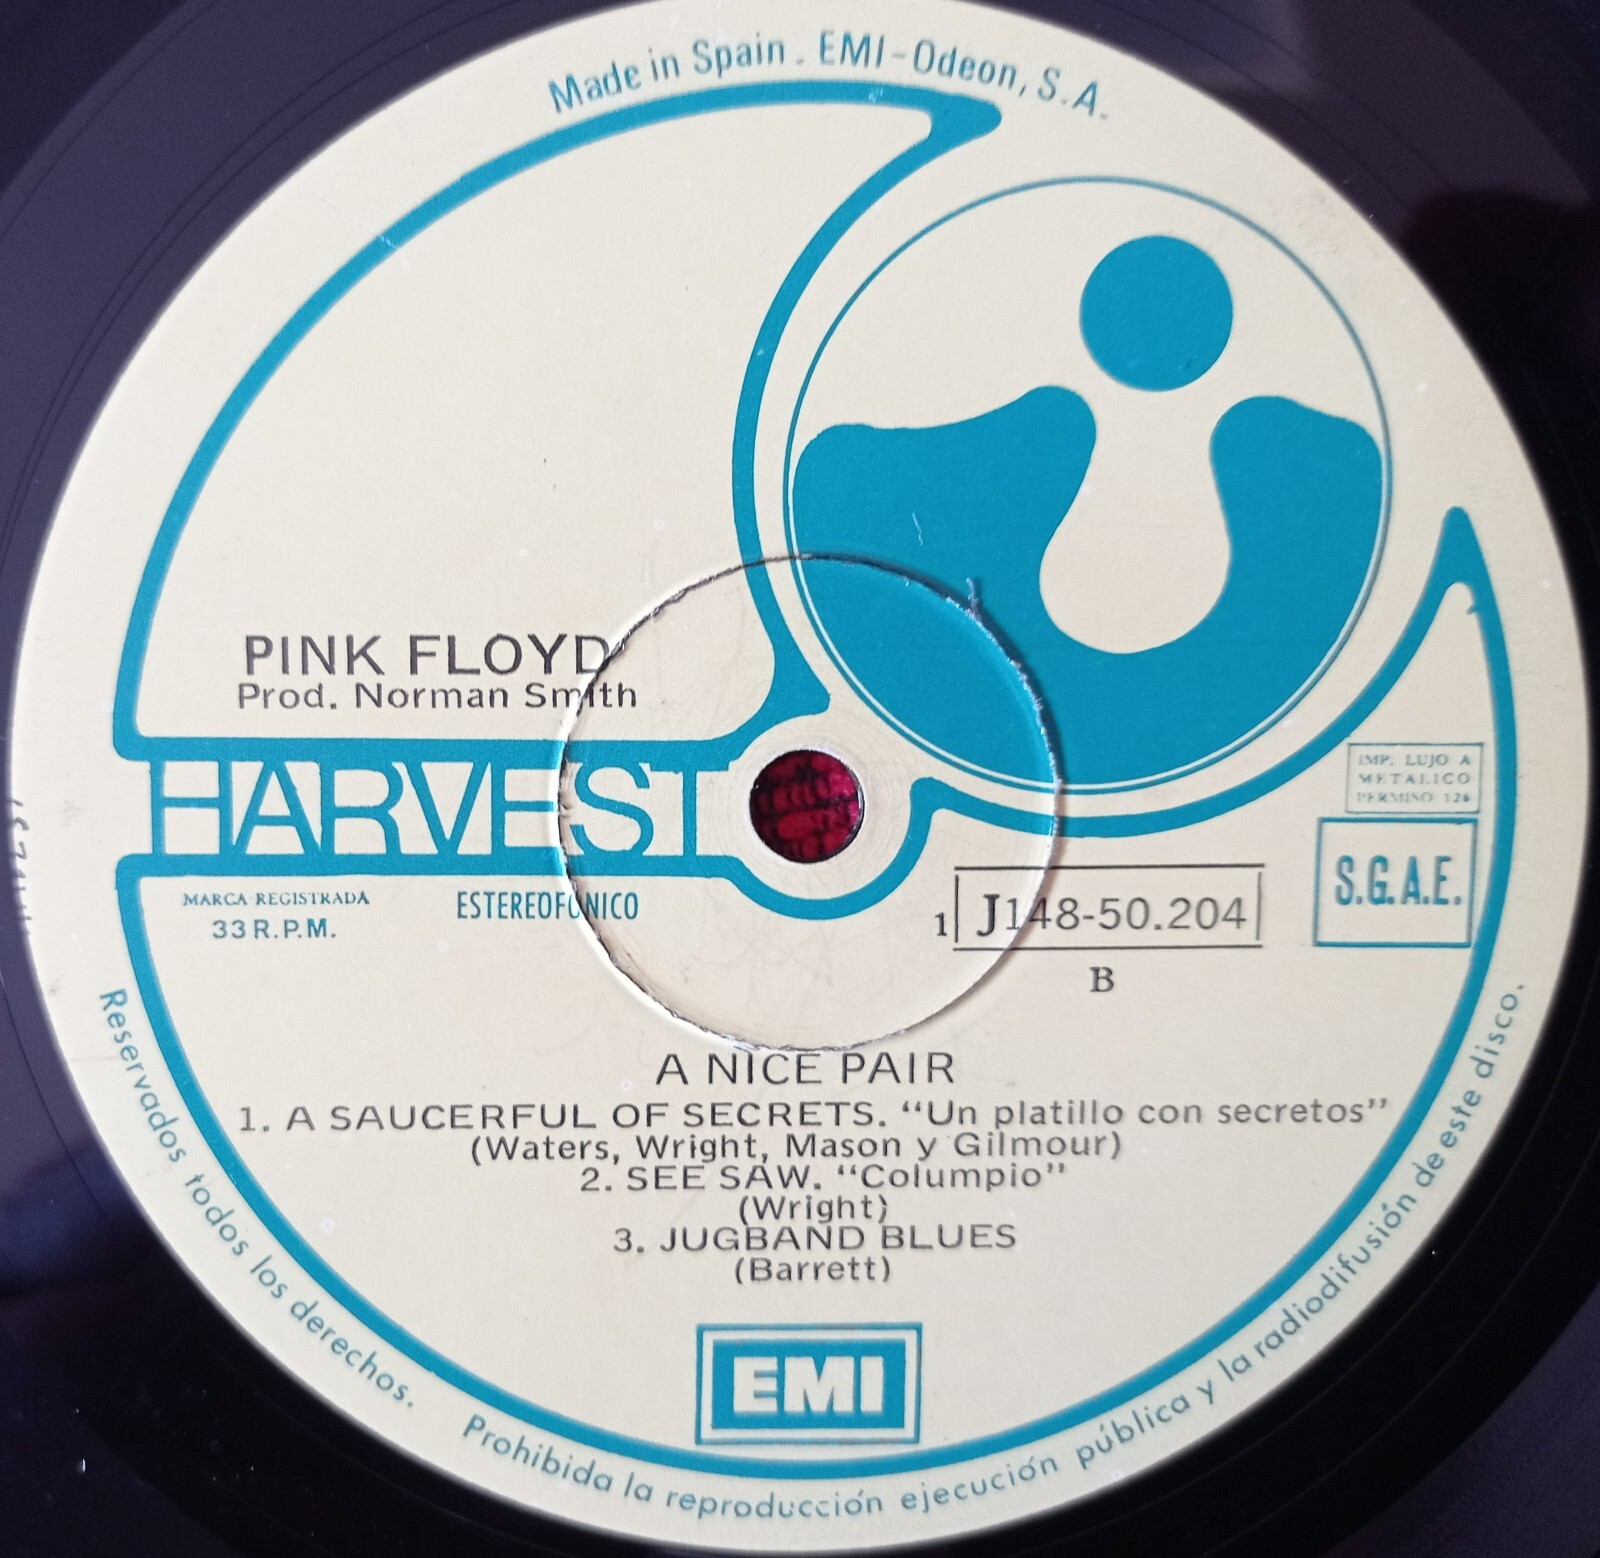 Made in Spain . EMI-Odeon, S.A.
PINK FLOYD
Prod. Norman Smith
HARVEST
IMP. LUJO A
METALICO
PERMISO 126
S.G.A.E.
MARCA REGISTRADA
33 R.P.M.
ESTEREOFONICO
1 J148-50.204
B
A NICE PAIR
1. A SAUCERFUL OF SECRETS. “Un platillo con secretos”
(Waters, Wright, Mason y Gilmour)
2. SEE SAW. “Columpio”
(Wright)
3. JUGBAND BLUES
(Barrett)
EMI
Reservados todos los derechos. Prohibida la reproducción ejecución pública y la radiodifusión de este disco.